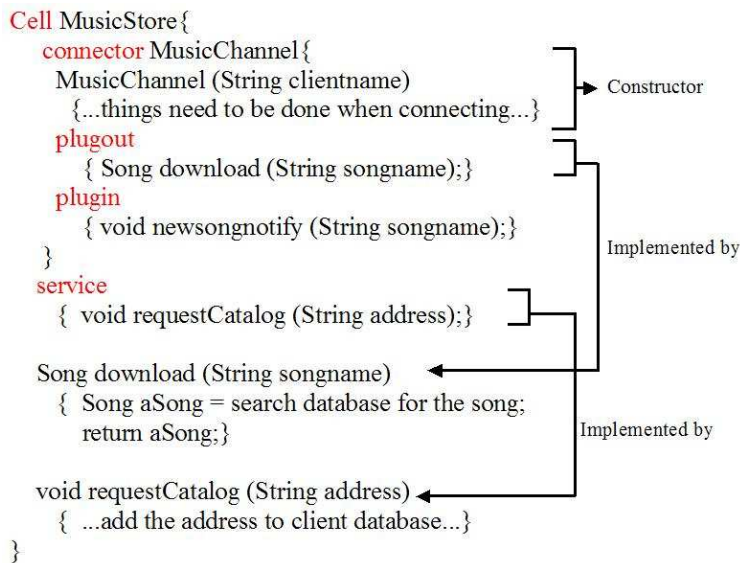 Cell MusicStore{
connector MusicChannel{
MusicChannel (String clientname)
{...things need to be done when connecting...}
Constructor
plugout
{ Song download (String songname);}
plugin
{ void newsongnotify (String songname);}
}
Implemented by
service
{ void requestCatalog (String address);}
Song download (String songname)
{ Song aSong = search database for the song;
return aSong;}
Implemented by
void requestCatalog (String address)
{ ...add the address to client database...}
}